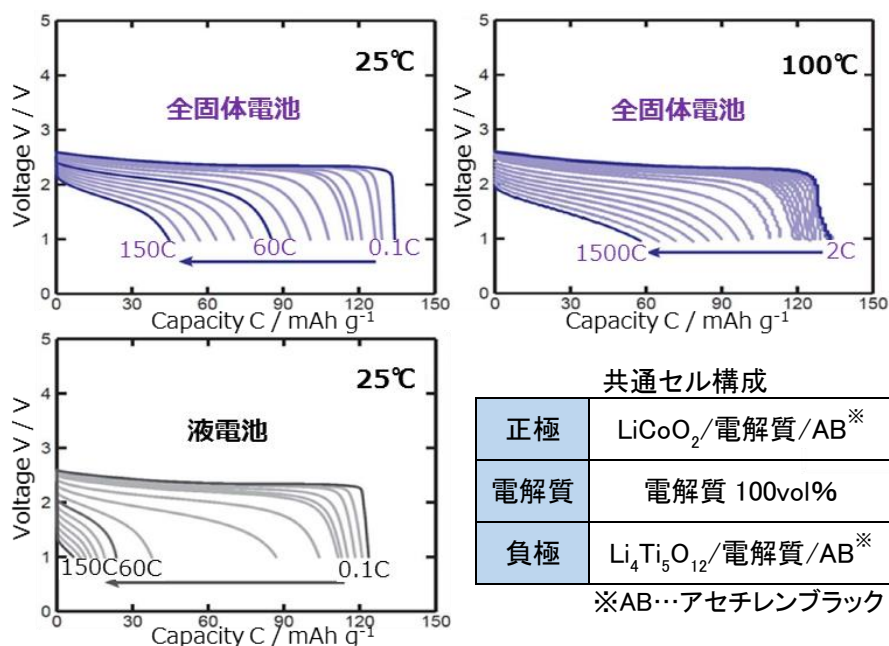 5
4
3
2
1
0
Voltage V / V
25℃
全固体電池
150C
60C
0.1C
0
30
60
90
120
150
Capacity C / mAh g⁻¹
5
4
3
2
1
0
Voltage V / V
100℃
全固体電池
1500C
2C
0
30
60
90
120
150
Capacity C / mAh g⁻¹
5
4
3
2
1
0
Voltage V / V
25℃
液電池
150C
60C
0.1C
0
30
60
90
120
150
Capacity C / mAh g⁻¹
共通セル構成
正極 LiCoO₂/電解質/AB※
電解質 電解質 100vol%
負極 Li₄Ti₅O₁₂/電解質/AB※
※AB…アセチレンブラック